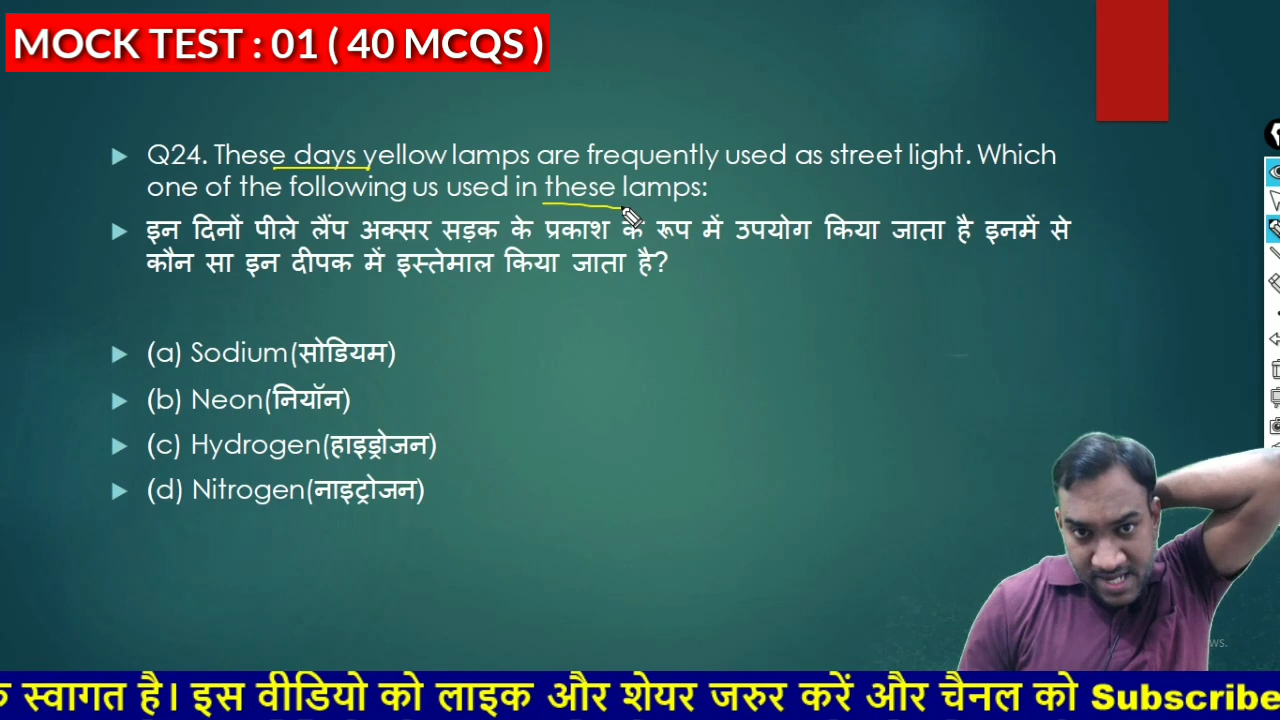 MOCK TEST : 01 ( 40 MCQS )
Q24. These days yellow lamps are frequently used as street light. Which
one of the following us used in these lamps:
इन दिनों पीले लैंप अक्सर सड़क के प्रकाश के रूप में उपयोग किया जाता है इनमें से
कौन सा इन दीपक में इस्तेमाल किया जाता है?
(a) Sodium(सोडियम)
(b) Neon(नियॉन)
(c) Hydrogen(हाइड्रोजन)
(d) Nitrogen(नाइट्रोजन)
स्वागत है। इस वीडियो को लाइक और शेयर जरुर करें और चैनल को Subscribe